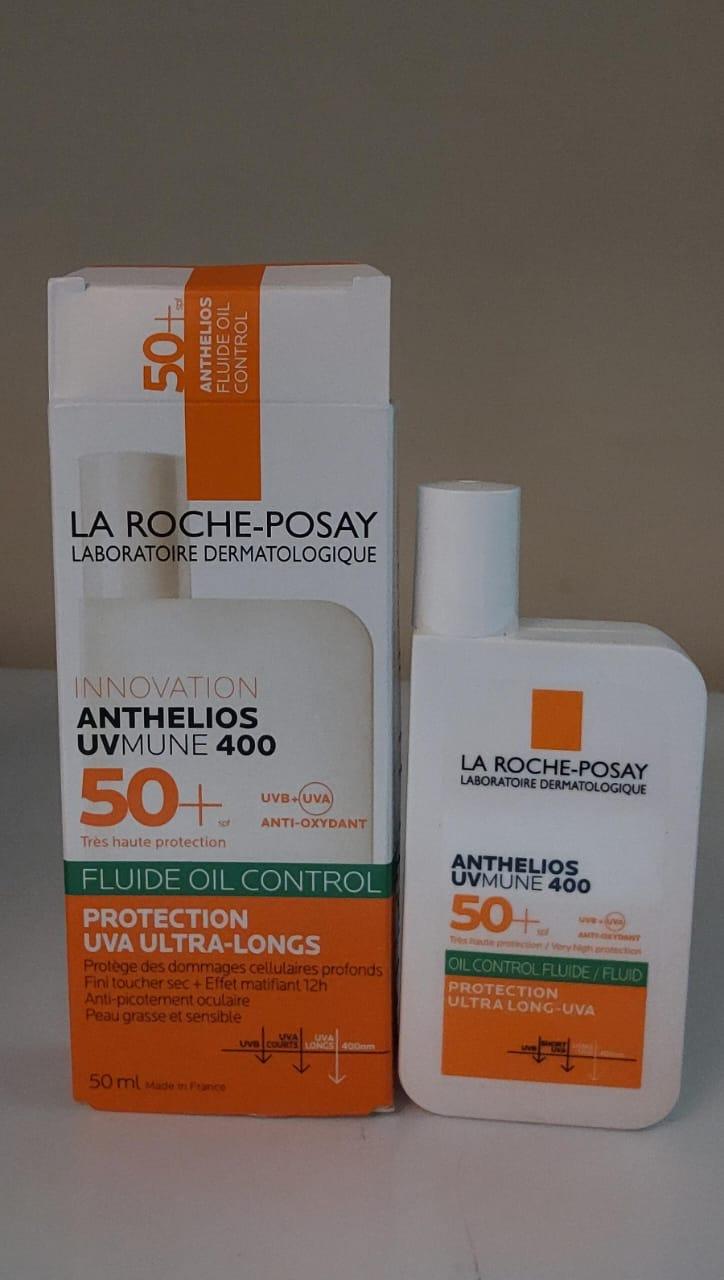 50+
spf
ANTHELIOS
FLUIDE OIL
CONTROL
LA ROCHE-POSAY
LABORATOIRE DERMATOLOGIQUE
INNOVATION
ANTHELIOS
UVMUNE 400
50+ spf
UVB+UVA
ANTI-OXYDANT
Très haute protection
FLUIDE OIL CONTROL
PROTECTION
UVA ULTRA-LONGS
Protège des dommages cellulaires profonds
Fini toucher sec + Effet matifiant 12h
Anti-picotement oculaire
Peau grasse et sensible
UVB UVA COURTS UVA LONGS 400nm
50 ml Made in France
LA ROCHE-POSAY
LABORATOIRE DERMATOLOGIQUE
ANTHELIOS
UVMUNE 400
50+ spf
UVB+UVA
ANTI-OXYDANT
Très haute protection / Very high protection
OIL CONTROL FLUIDE / FLUID
PROTECTION
ULTRA LONG-UVA
UVB SHORT UVA